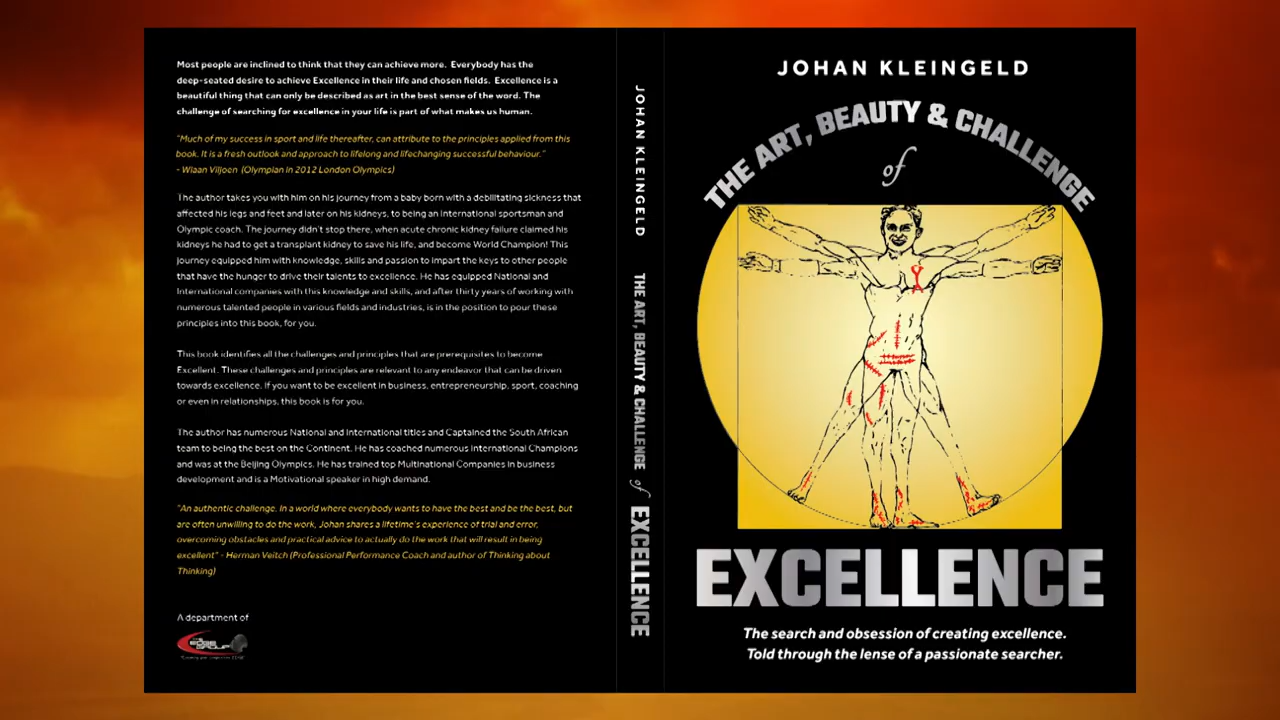 Most people are inclined to think that they can achieve more. Everybody has the
deep-seated desire to achieve Excellence in their life and chosen fields. Excellence is a
beautiful thing that can only be described as art in the best sense of the word. The
challenge of searching for excellence in your life is part of what makes us human.
"Much of my success in sport and life thereafter, can attribute to the principles applied from this
book. It is a fresh outlook and approach to lifelong and lifechanging successful behaviour."
- Wiaan Viljoen (Olympian in 2012 London Olympics)
The author takes you with him on his journey from a baby born with a debilitating sickness that
affected his legs and feet and later on his kidneys, to being an international sportsman and
Olympic coach. The journey didn't stop there, when acute chronic kidney failure claimed his
kidneys he had to get a transplant kidney to save his life, and become World Champion! This
journey equipped him with knowledge, skills and passion to impart the keys to other people
that have the hunger to drive their talents to excellence. He has equipped National and
International companies with this knowledge and skills, and after thirty years of working with
numerous talented people in various fields and industries, is in the position to pour these
principles into this book, for you.
This book identifies all the challenges and principles that are prerequisites to become
Excellent. These challenges and principles are relevant to any endeavor that can be driven
towards excellence. If you want to be excellent in business, entrepreneurship, sport, coaching
or even in relationships, this book is for you.
The author has numerous National and International titles and Captained the South African
team to being the best on the Continent. He has coached numerous International Champions
and was at the Beijing Olympics. He has trained top Multinational Companies in business
development and is a Motivational speaker in high demand.
"An authentic challenge. In a world where everybody wants to have the best and be the best, but
are often unwilling to do the work, Johan shares a lifetime's experience of trial and error,
overcoming obstacles and practical advice to actually do the work that will result in being
excellent" - Herman Veitch (Professional Performance Coach and author of Thinking about
Thinking)
A department of
EDGE
GROUP
JOHAN KLEINGELD
THE ART, BEAUTY & CHALLENGE of EXCELLENCE
JOHAN KLEINGELD
THE ART, BEAUTY & CHALLENGE
of
EXCELLENCE
The search and obsession of creating excellence.
Told through the lense of a passionate searcher.